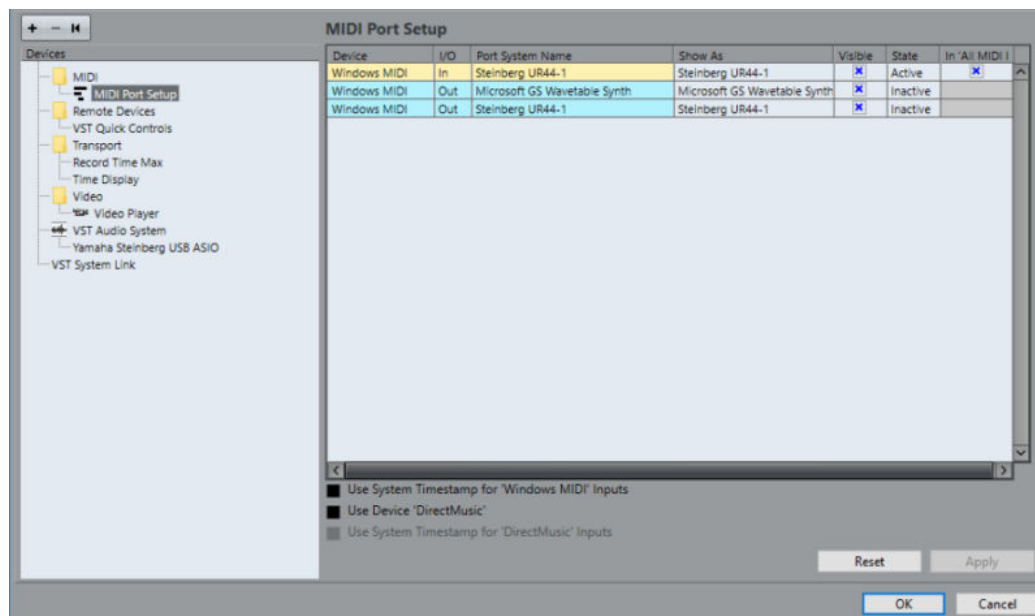 + - MIDI Port Setup
Devices
MIDI
MIDI Port Setup
Remote Devices
VST Quick Controls
Transport
Record Time Max
Time Display
Video
Video Player
VST Audio System
Yamaha Steinberg USB ASIO
VST System Link
Device I/O Port System Name Show As Visible State In 'All MIDI I
Windows MIDI In Steinberg UR44-1 Steinberg UR44-1 Active
Windows MIDI Out Microsoft GS Wavetable Synth Microsoft GS Wavetable Synth Inactive
Windows MIDI Out Steinberg UR44-1 Steinberg UR44-1 Inactive
Use System Timestamp for 'Windows MIDI' Inputs
Use Device 'DirectMusic'
Use System Timestamp for 'DirectMusic' Inputs
Reset Apply
OK Cancel